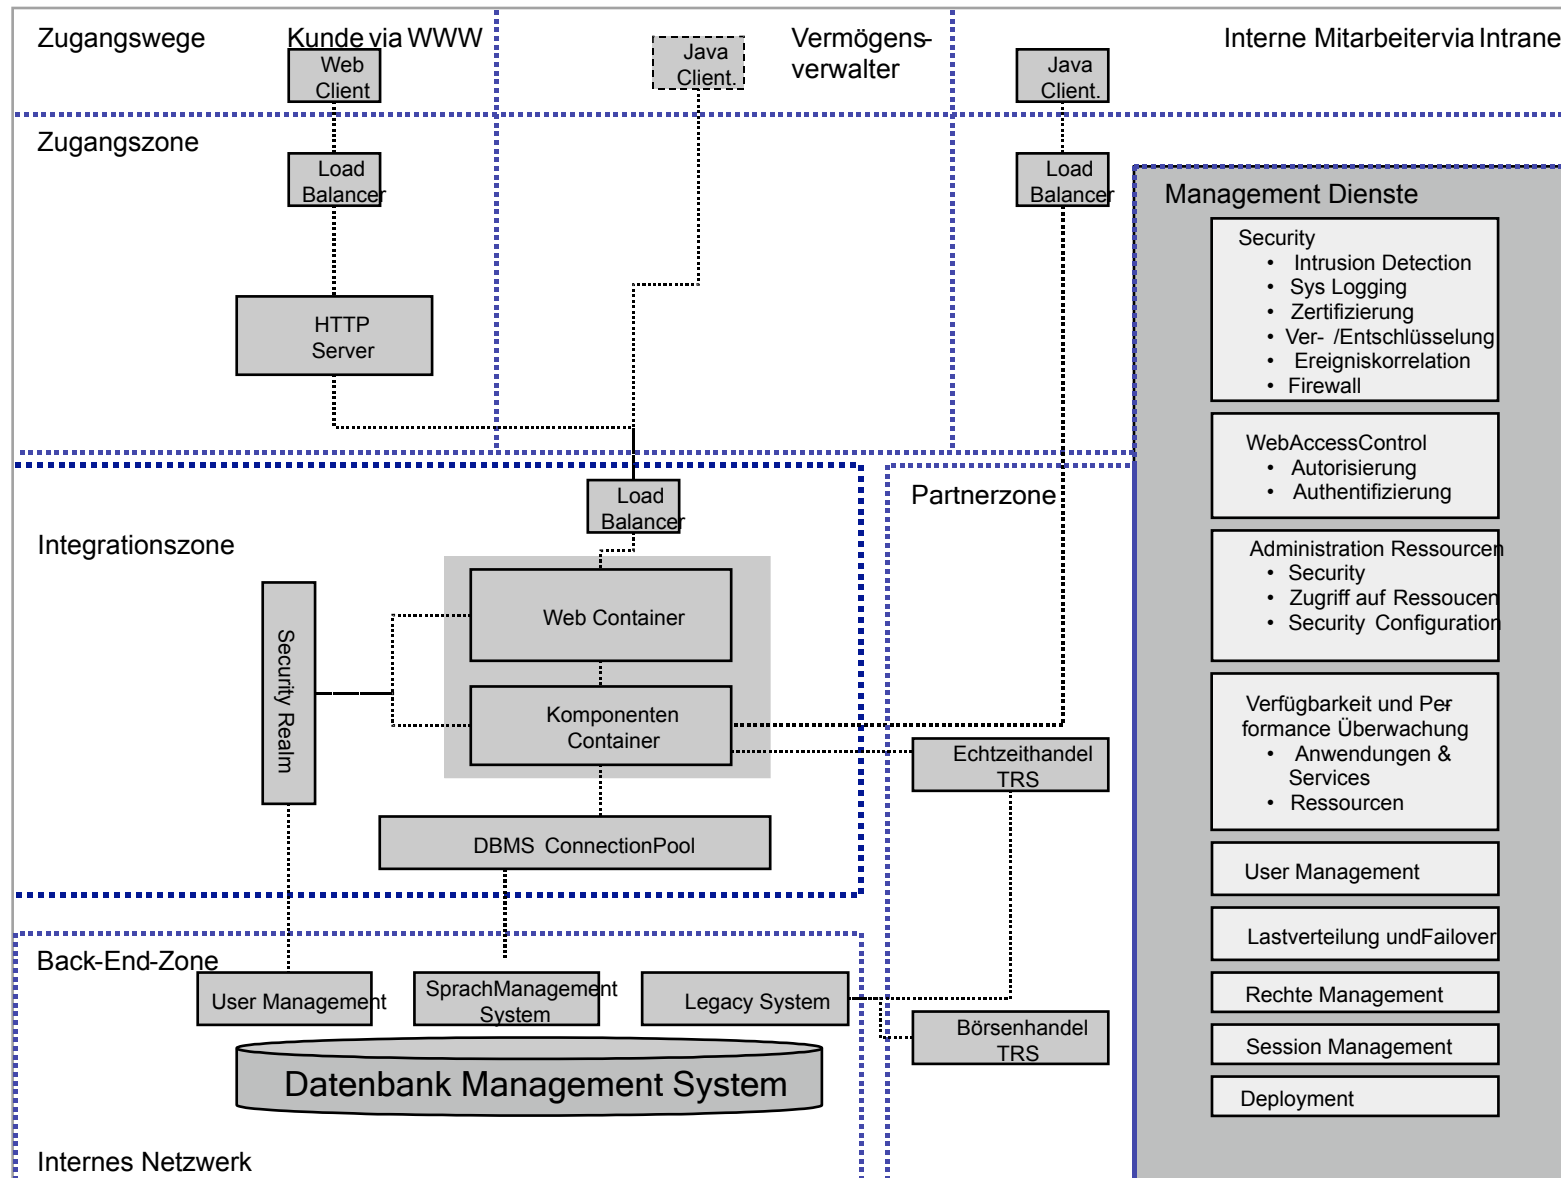 Zugangswege
Kunde via WWW
Vermögens-
verwalter
Interne Mitarbeitervia Intrane
Web
Client
Java
Client.
Java
Client.
Zugangszone
Load
Balancer
Load
Balancer
HTTP
Server
Load
Balancer
Integrationszone
Partnerzone
Security Realm
Web Container
Komponenten
Container
Echtzeithandel
TRS
DBMS ConnectionPool
Back-End-Zone
User Management
SprachManagement
System
Legacy System
Börsenhandel
TRS
Datenbank Management System
Internes Netzwerk
Management Dienste
Security
• Intrusion Detection
• Sys Logging
• Zertifizierung
• Ver- /Entschlüsselung
• Ereigniskorrelation
• Firewall
WebAccessControl
• Autorisierung
• Authentifizierung
Administration Ressourcen
• Security
• Zugriff auf Ressoucen
• Security Configuration
Verfügbarkeit und Per-
formance Überwachung
• Anwendungen &
Services
• Ressourcen
User Management
Lastverteilung undFailover
Rechte Management
Session Management
Deployment